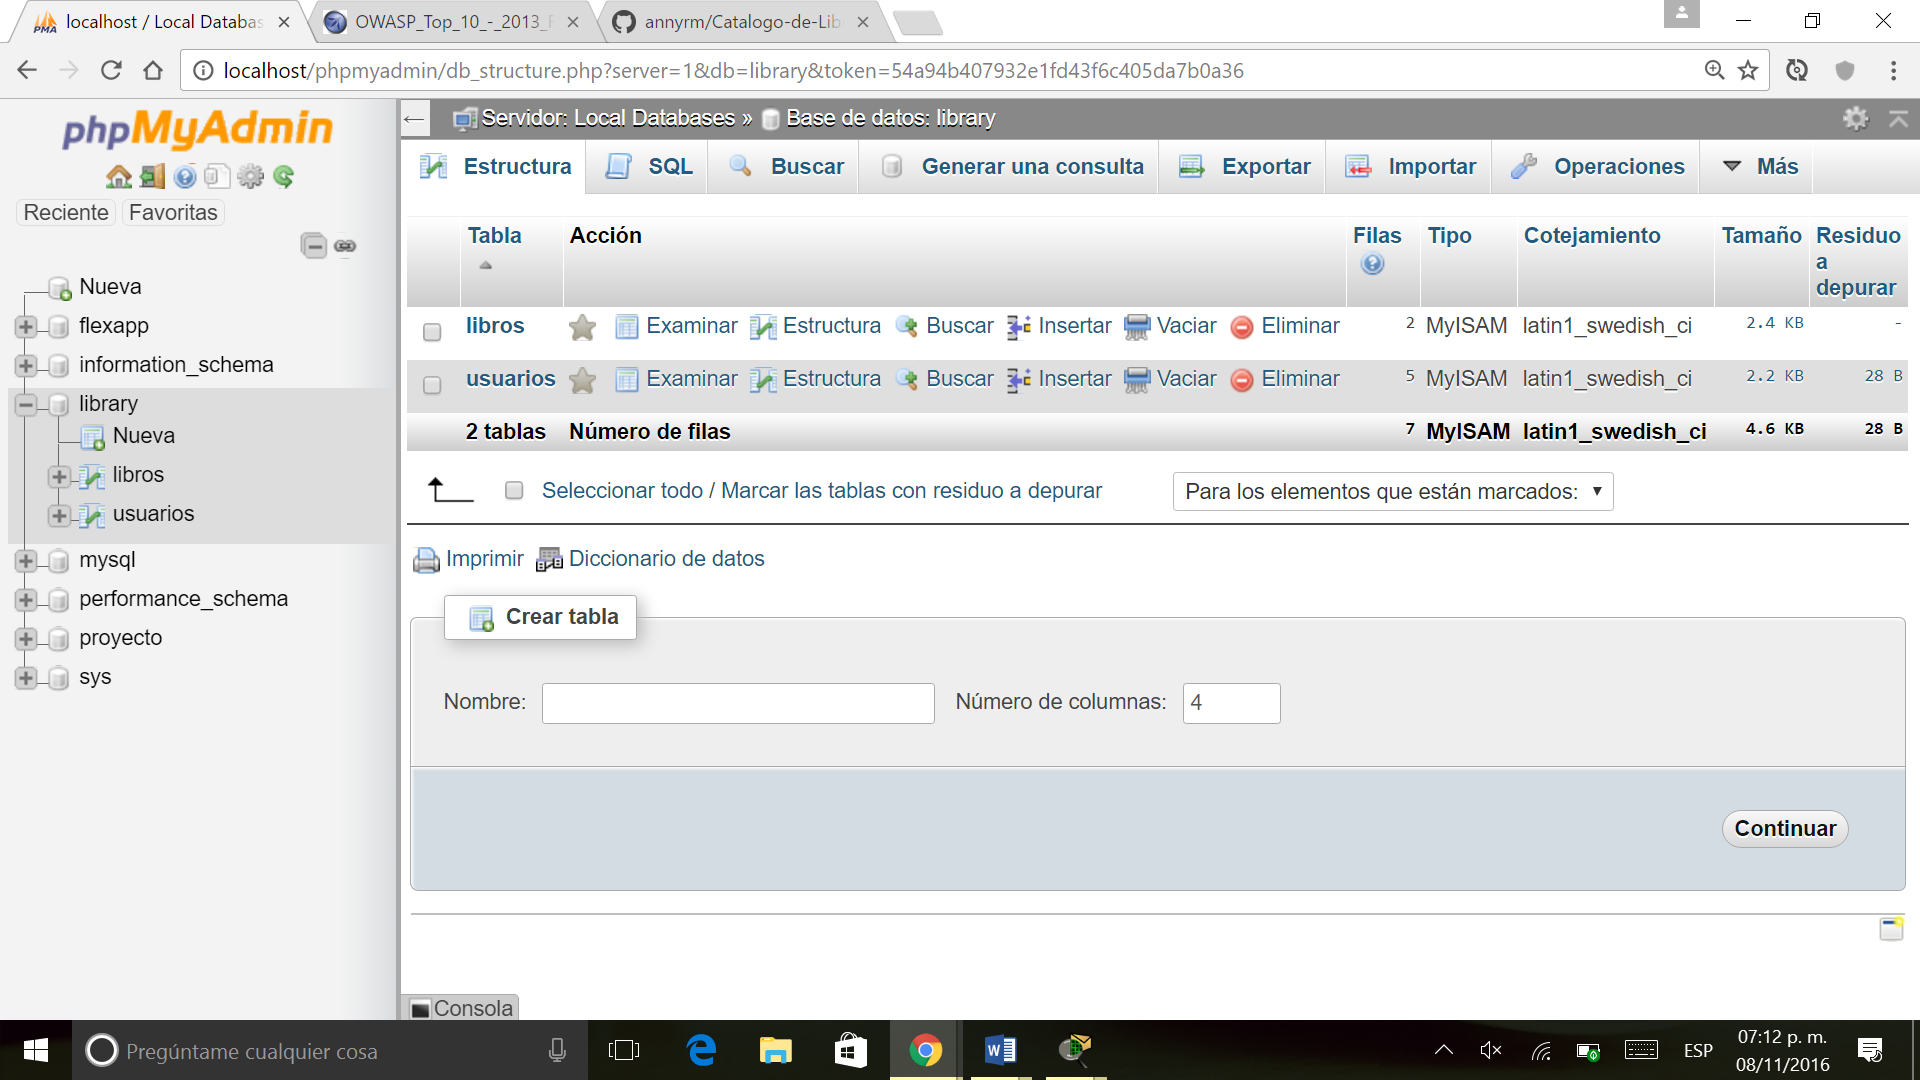 localhost / Local Databas
OWASP_Top_10_-_2013_F
annyrm/Catalogo-de-Lib
localhost/phpmyadmin/db_structure.php?server=1&db=library&token=54a94b407932e1fd43f6c405da7b0a36
phpMyAdmin
Reciente Favoritas
Nueva
flexapp
information_schema
library
Nueva
libros
usuarios
mysql
performance_schema
proyecto
sys
Servidor: Local Databases » Base de datos: library
Estructura SQL Buscar Generar una consulta Exportar Importar Operaciones Más
Tabla Acción Filas Tipo Cotejamiento Tamaño Residuo a depurar
libros Examinar Estructura Buscar Insertar Vaciar Eliminar 2 MyISAM latin1_swedish_ci 2.4 KB -
usuarios Examinar Estructura Buscar Insertar Vaciar Eliminar 5 MyISAM latin1_swedish_ci 2.2 KB 28 B
2 tablas Número de filas 7 MyISAM latin1_swedish_ci 4.6 KB 28 B
Seleccionar todo / Marcar las tablas con residuo a depurar Para los elementos que están marcados:
Imprimir Diccionario de datos
Crear tabla
Nombre: Número de columnas: 4
Continuar
Consola
Pregúntame cualquier cosa
ESP
07:12 p. m.
08/11/2016